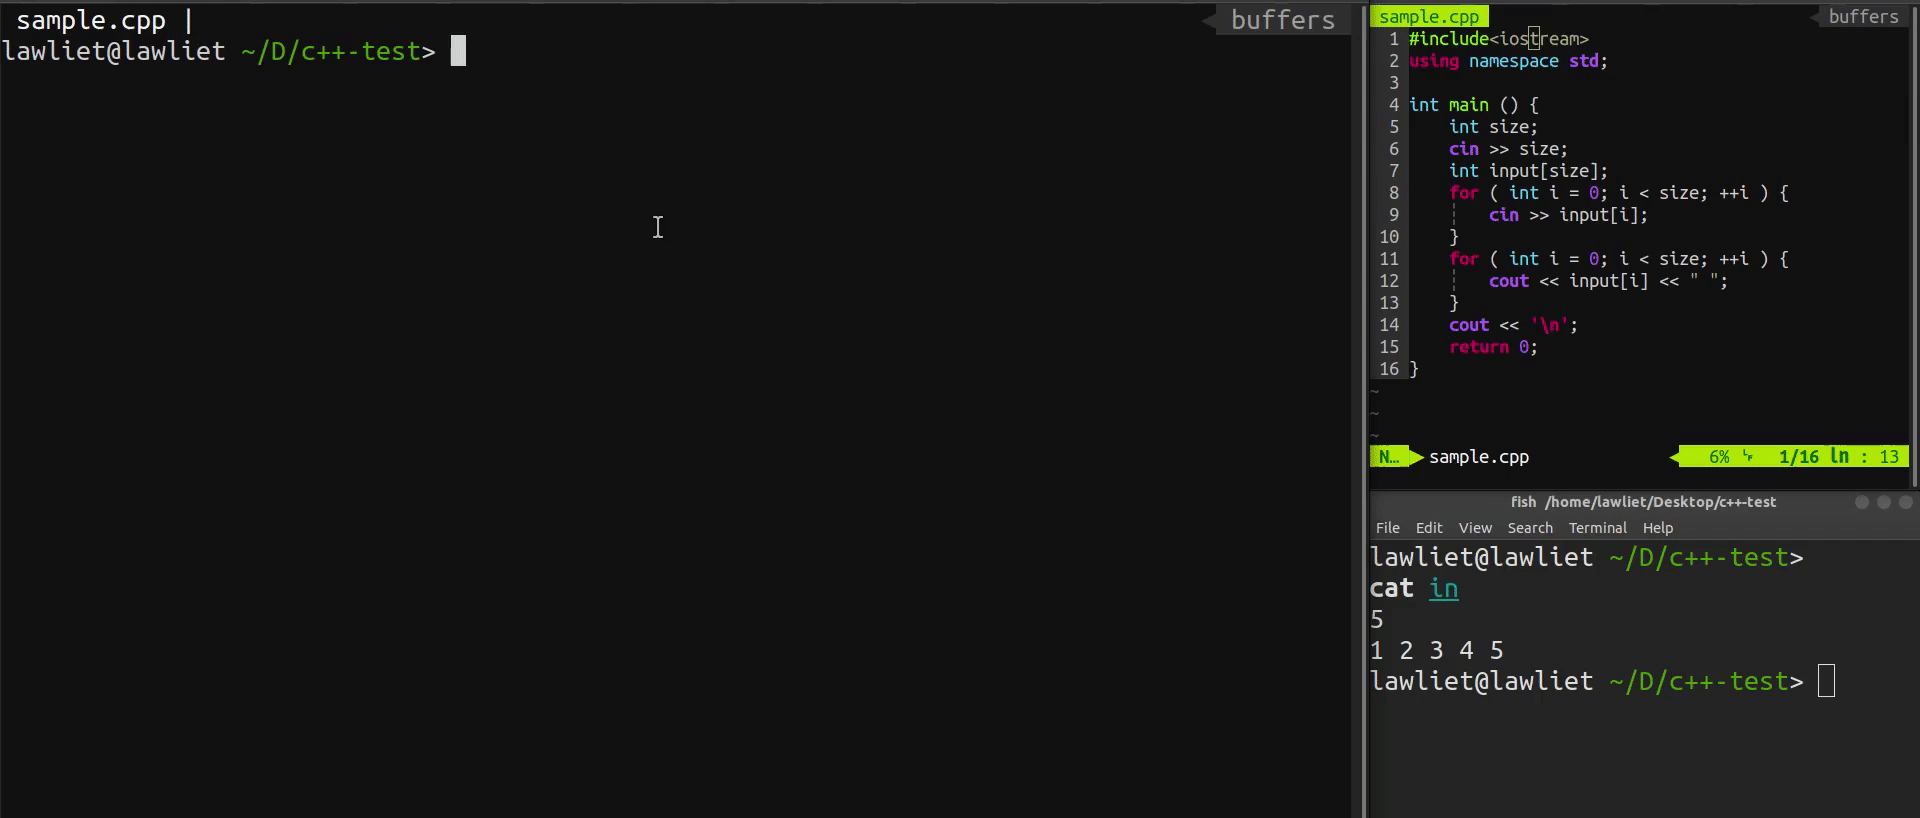 sample.cpp |
buffers
lawliet@lawliet ~/D/c++-test>
sample.cpp
buffers
1 #include<iostream>
2 using namespace std;
3
4 int main () {
5 int size;
6 cin >> size;
7 int input[size];
8 for ( int i = 0; i < size; ++i ) {
9 cin >> input[i];
10 }
11 for ( int i = 0; i < size; ++i ) {
12 cout << input[i] << " ";
13 }
14 cout << '\n';
15 return 0;
16 }
~
~
~
N… sample.cpp 6% ␊ 1/16 ln : 13
fish /home/lawliet/Desktop/c++-test
File Edit View Search Terminal Help
lawliet@lawliet ~/D/c++-test>
cat in
5
1 2 3 4 5
lawliet@lawliet ~/D/c++-test>